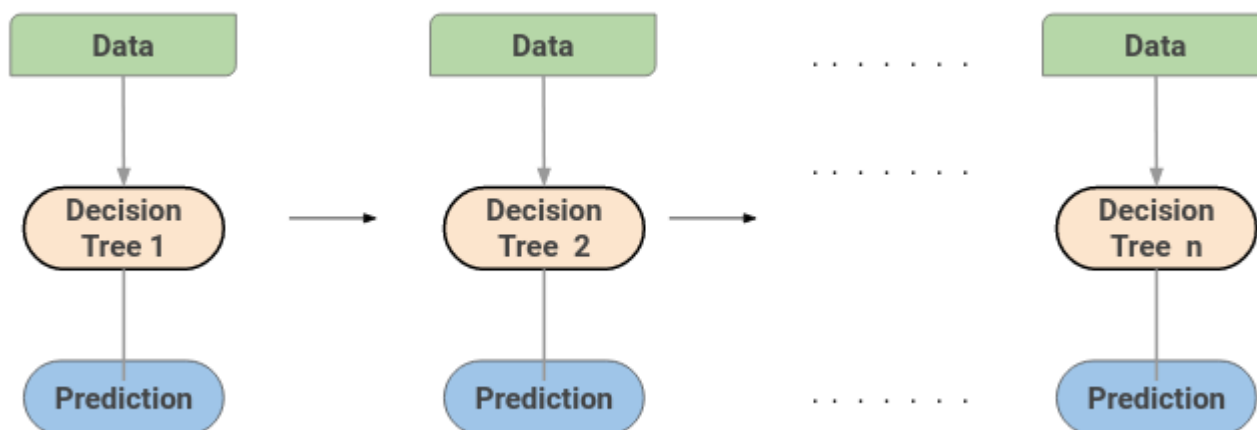 Data
Data
. . . . . . .
Data
. . . . . . .
Decision
Tree 1
Decision
Tree  2
Decision
Tree  n
Prediction
Prediction
. . . . . . .
Prediction